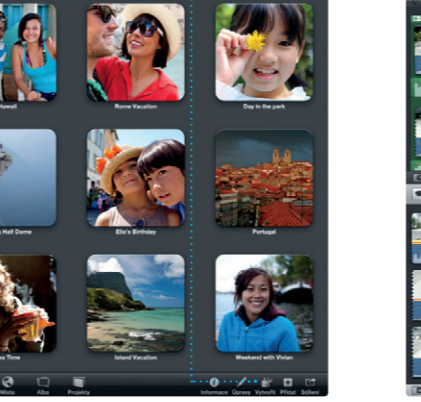 Hawaii
Rome Vacation
Day in the park
Half Dome
Ella's Birthday
Portugal
Time
Island Vacation
Weekend with Vivian
Místa
Alba
Projekty
Informace
Úpravy
Vytvořit
Přidat
Sdílení